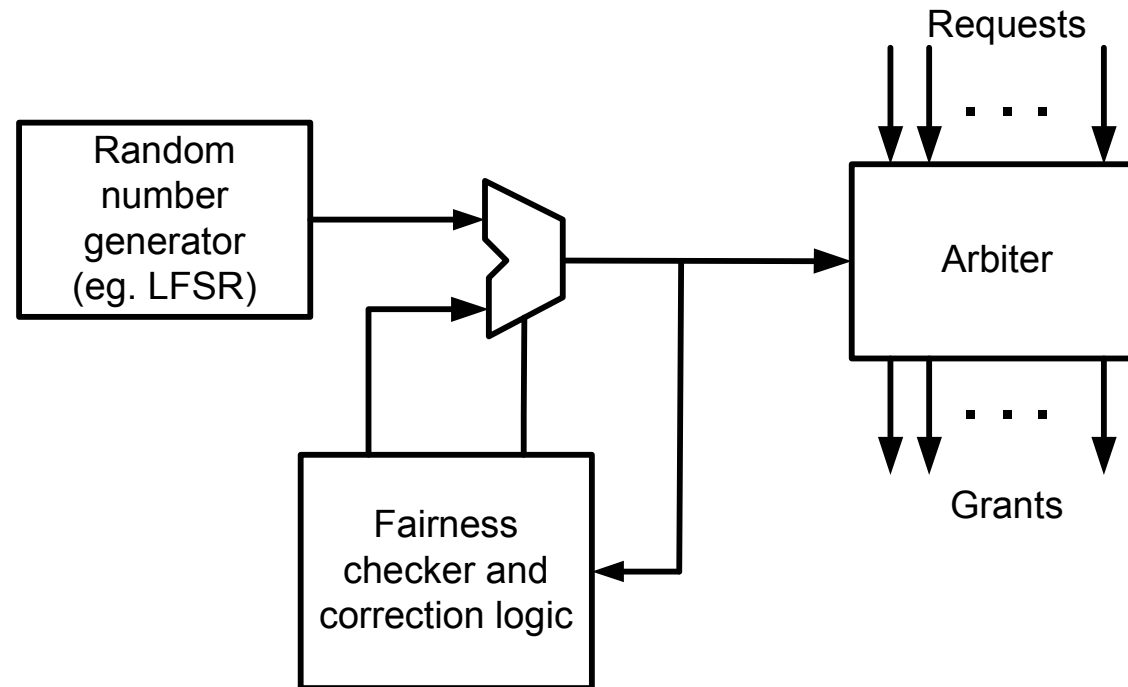 Requests
Random
number
generator
(eg. LFSR)
Arbiter
Grants
Fairness
checker and
correction logic